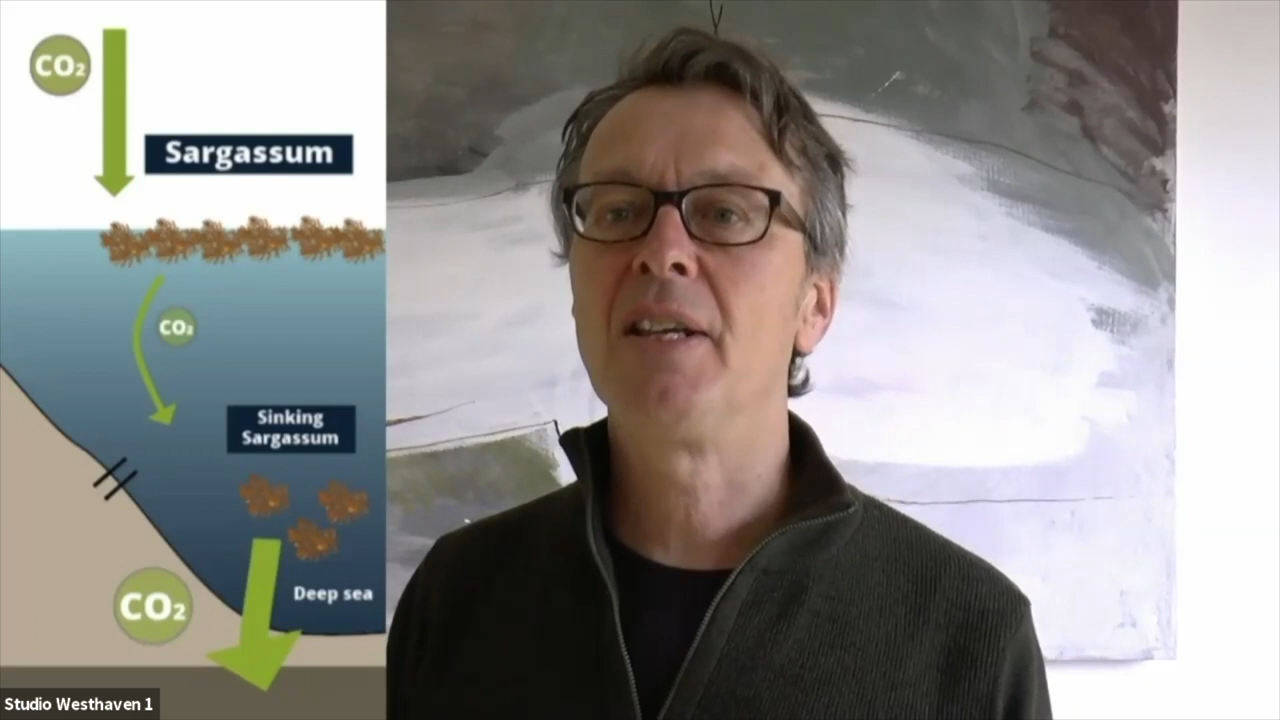 CO₂
Sargassum
CO₂
Sinking
Sargassum
CO₂
Deep sea
Studio Westhaven 1